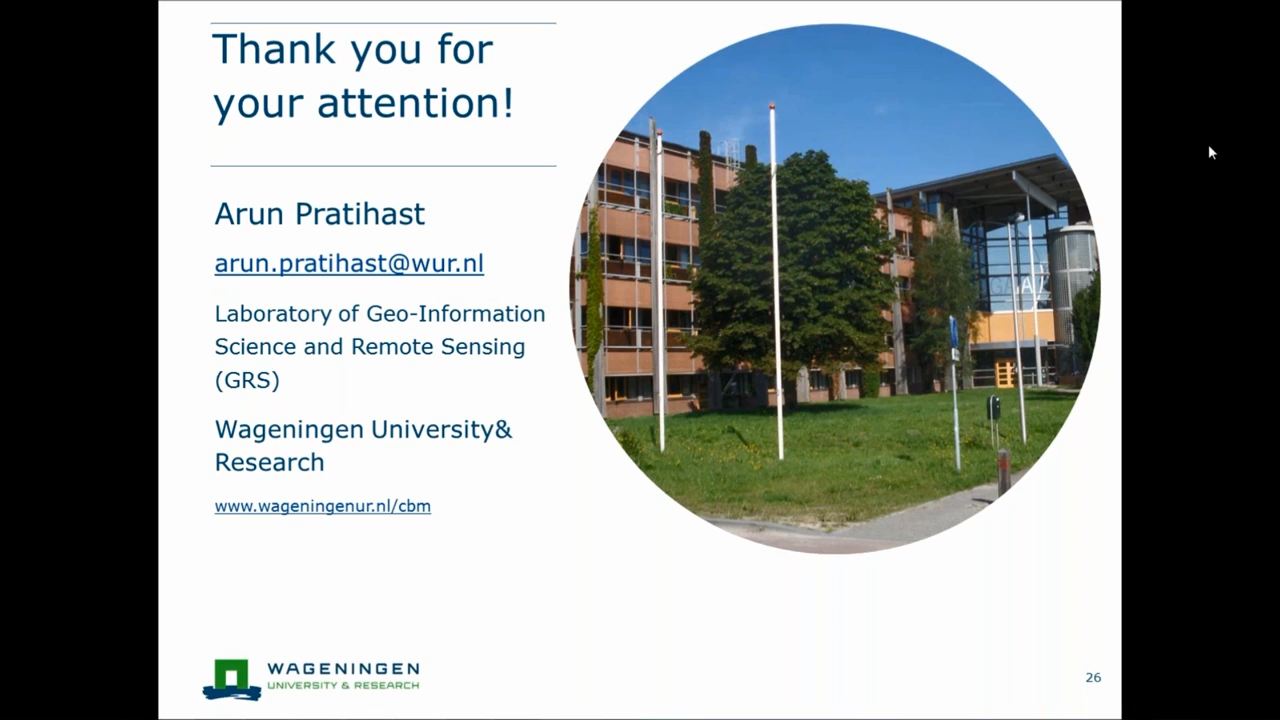 Thank you for
your attention!
Arun Pratihast
arun.pratihast@wur.nl
Laboratory of Geo-Information
Science and Remote Sensing
(GRS)
Wageningen University&
Research
www.wageningenur.nl/cbm
WAGENINGEN
UNIVERSITY & RESEARCH
26